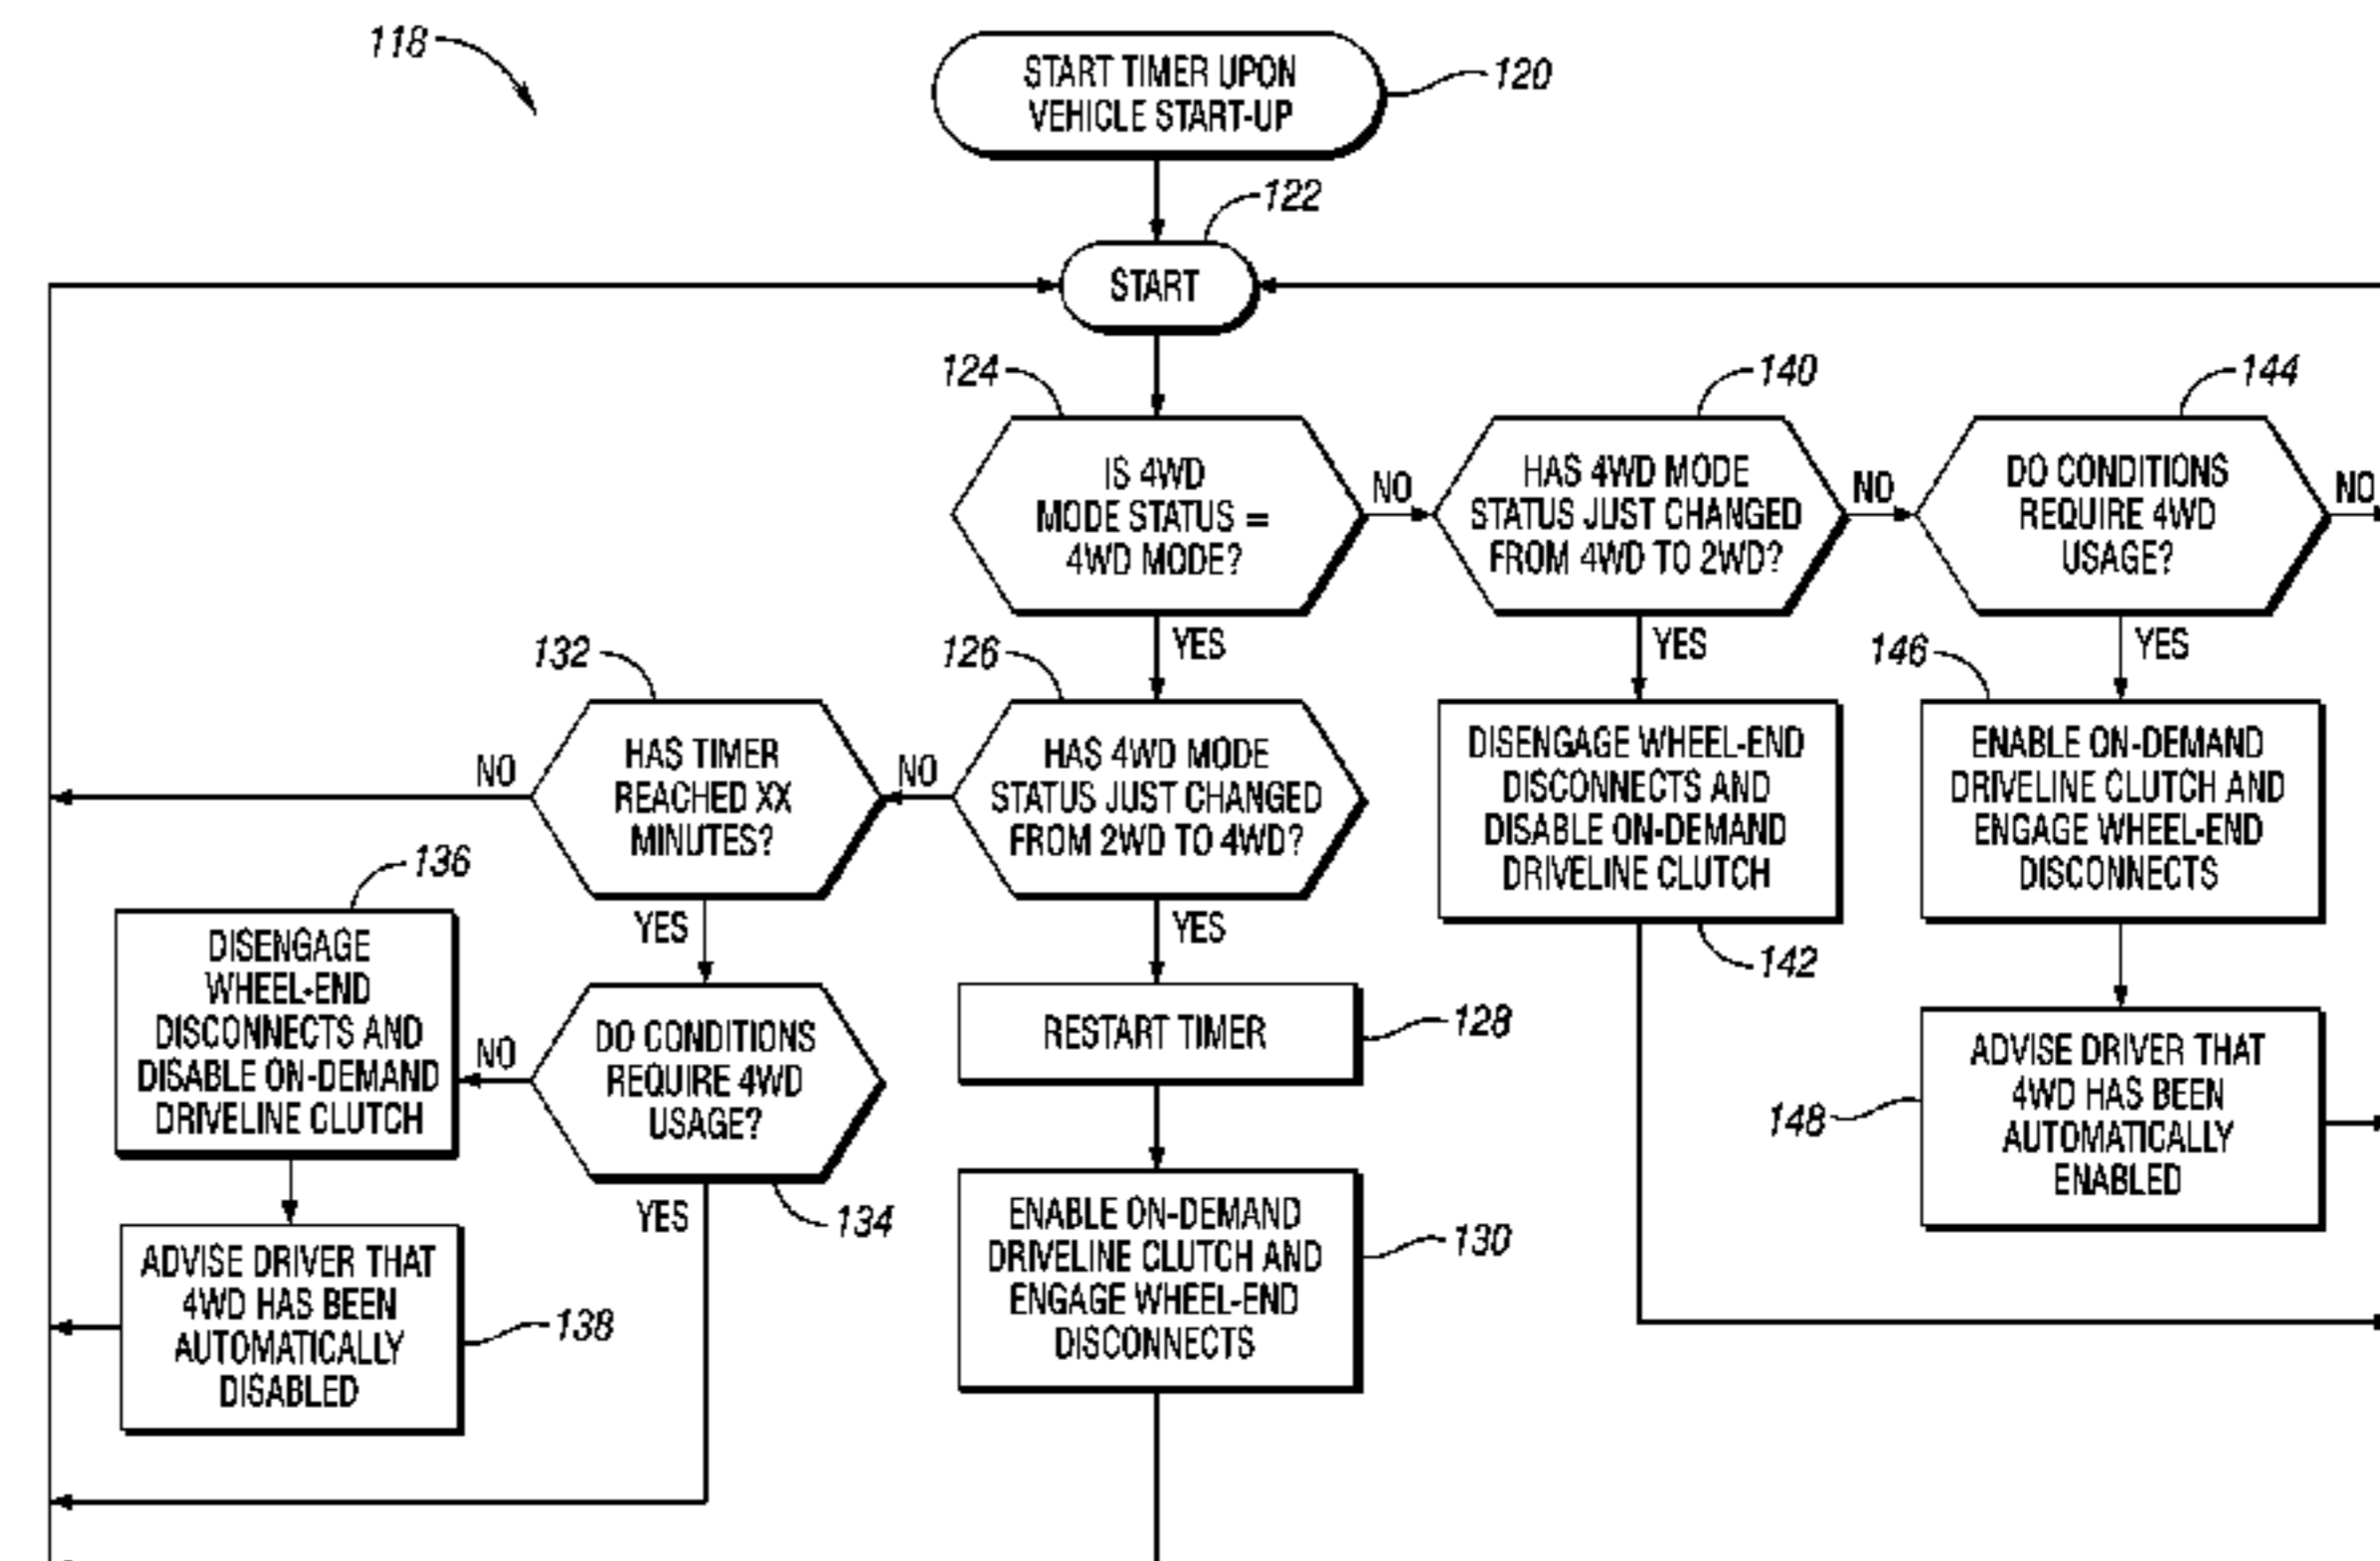 118
START TIMER UPON
VEHICLE START-UP
120
122
START
124
IS 4WD
MODE STATUS =
4WD MODE?
NO
YES
140
HAS 4WD MODE
STATUS JUST CHANGED
FROM 4WD TO 2WD?
NO
YES
144
DO CONDITIONS
REQUIRE 4WD
USAGE?
NO
YES
132
HAS TIMER
REACHED XX
MINUTES?
NO
YES
126
HAS 4WD MODE
STATUS JUST CHANGED
FROM 2WD TO 4WD?
NO
YES
DISENGAGE WHEEL-END
DISCONNECTS AND
DISABLE ON-DEMAND
DRIVELINE CLUTCH
142
146
ENABLE ON-DEMAND
DRIVELINE CLUTCH AND
ENGAGE WHEEL-END
DISCONNECTS
136
DISENGAGE
WHEEL-END
DISCONNECTS AND
DISABLE ON-DEMAND
DRIVELINE CLUTCH
NO
DO CONDITIONS
REQUIRE 4WD
USAGE?
YES
134
RESTART TIMER
128
148
ADVISE DRIVER THAT
4WD HAS BEEN
AUTOMATICALLY
ENABLED
ADVISE DRIVER THAT
4WD HAS BEEN
AUTOMATICALLY
DISABLED
138
ENABLE ON-DEMAND
DRIVELINE CLUTCH AND
ENGAGE WHEEL-END
DISCONNECTS
130